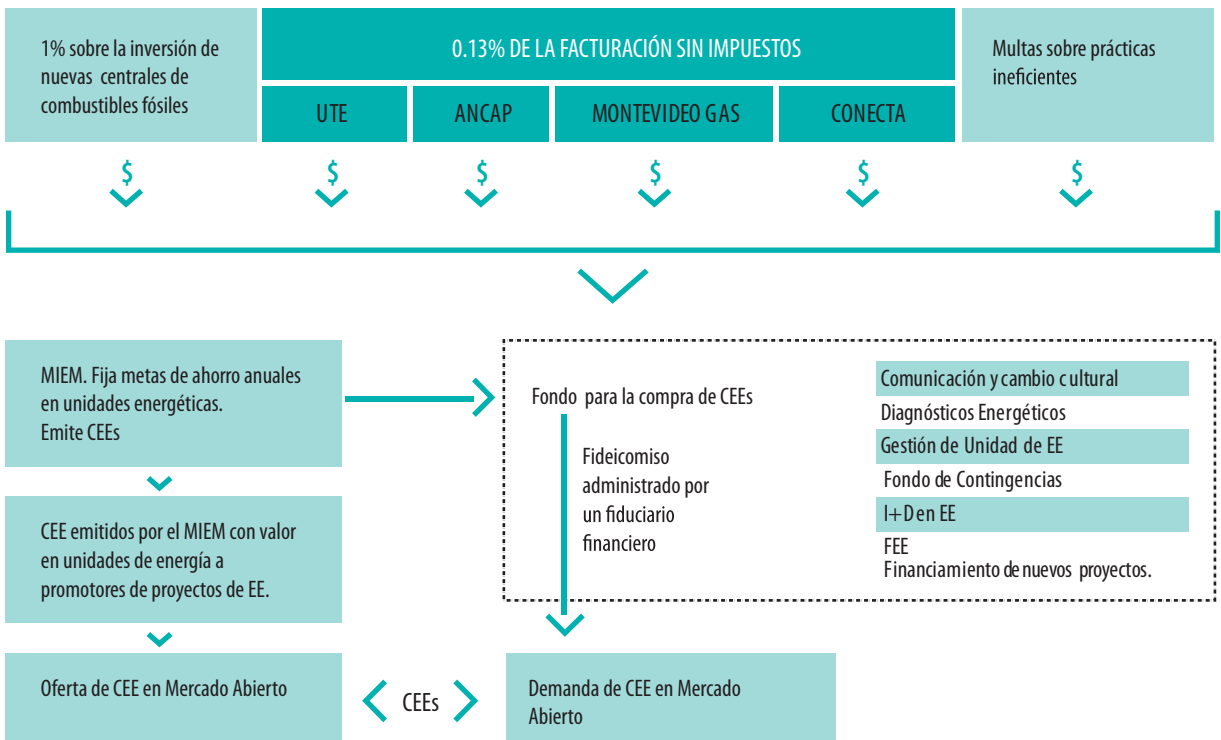 1% sobre la inversión de
nuevas centrales de
combustibles fósiles
0.13% DE LA FACTURACIÓN SIN IMPUESTOS
UTE
ANCAP
MONTEVIDEO GAS
CONECTA
Multas sobre prácticas
ineficientes
$
$
$
$
$
$
MIEM. Fija metas de ahorro anuales
en unidades energéticas.
Emite CEEs
CEE emitidos por el MIEM con valor
en unidades de energía a
promotores de proyectos de EE.
Oferta de CEE en Mercado Abierto
CEEs
Fondo para la compra de CEEs
Fideicomiso
administrado por
un fiduciario
financiero
Demanda de CEE en Mercado
Abierto
Comunicación y cambio cultural
Diagnósticos Energéticos
Gestión de Unidad de EE
Fondo de Contingencias
I+D en EE
FEE
Financiamiento de nuevos proyectos.